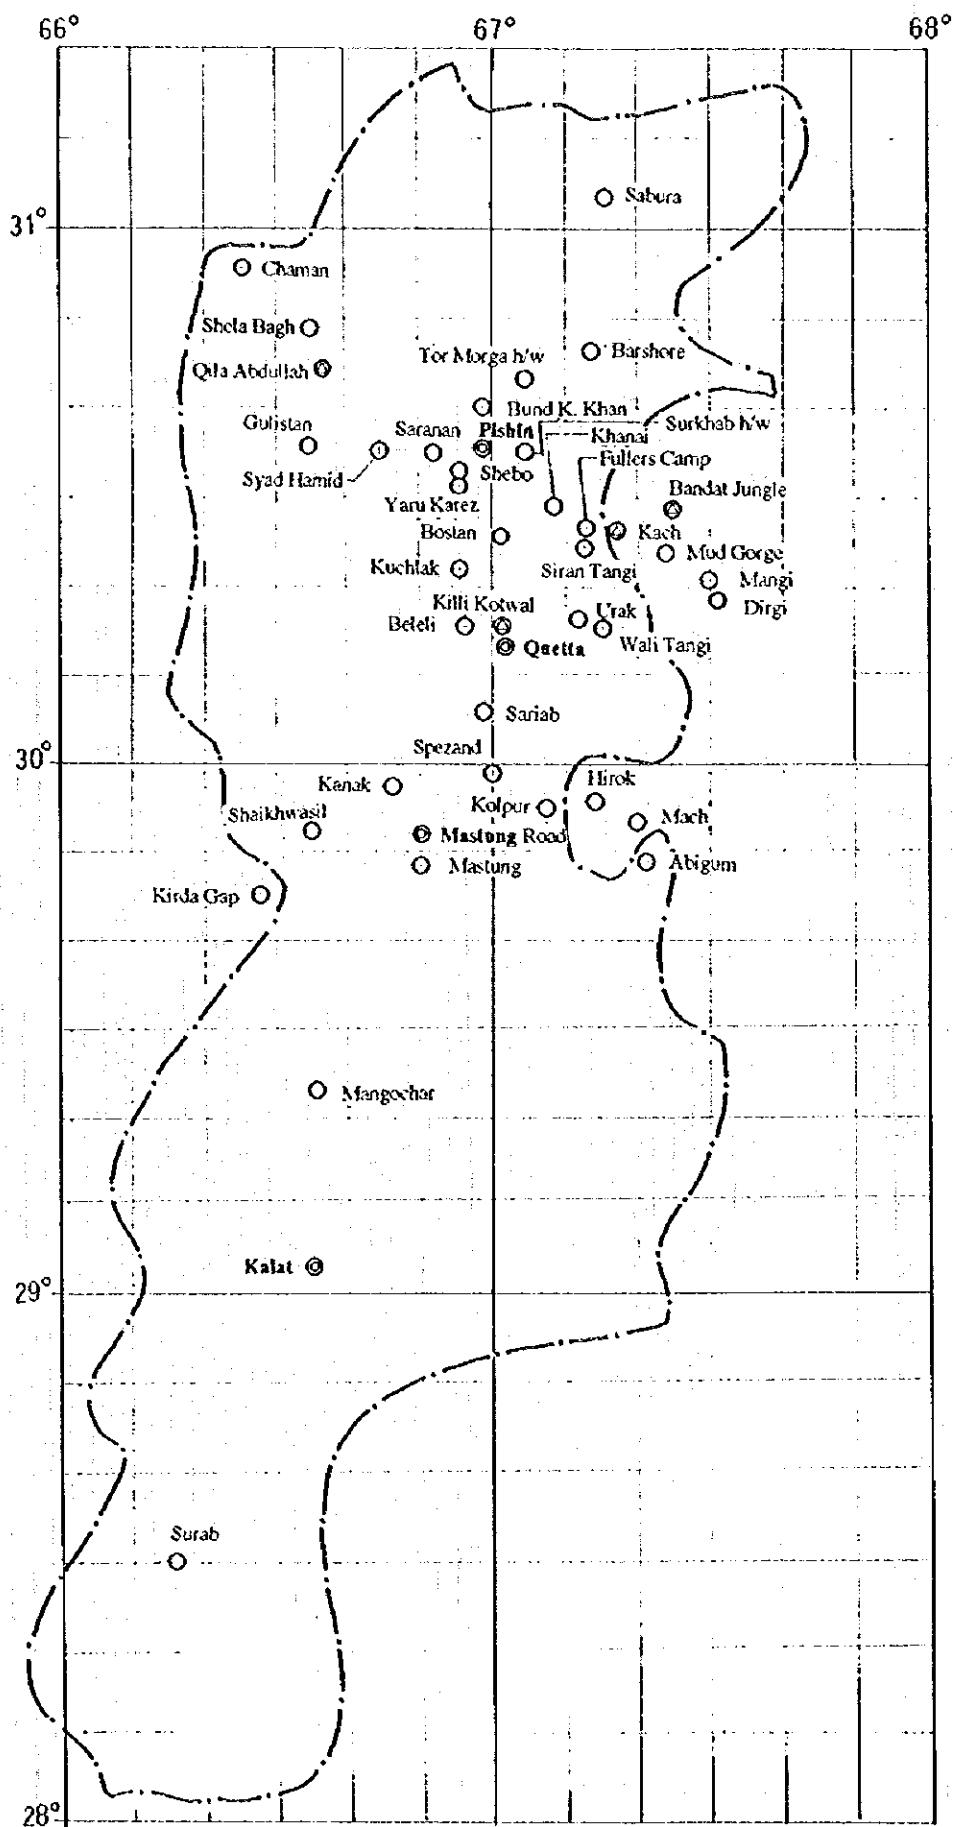 66° 67° 68°
Sabura
31°
Chaman
Shela Bagh
Barshore
Tor Morga h/w
Qila Abdullah
Bund K. Khan
Surkhab h/w
Gulistan
Saranan
Pishin
Khanai
Fullers Camp
Syad Hamid
Shebo
Bandat Jungle
Yaru Karez
Bostan
Kach
Mud Gorge
Kuchlak
Siran Tangi
Mangi
Dirgi
Killi Kotwal
Beleli
Urak
Quetta
Wali Tangi
Sariab
Spezand
30°
Kanak
Hirok
Kolpur
Shaikhwasil
Mach
Mastung Road
Mastung
Abigum
Kirda Gap
Mangochar
Kalat
29°
Surab
28°